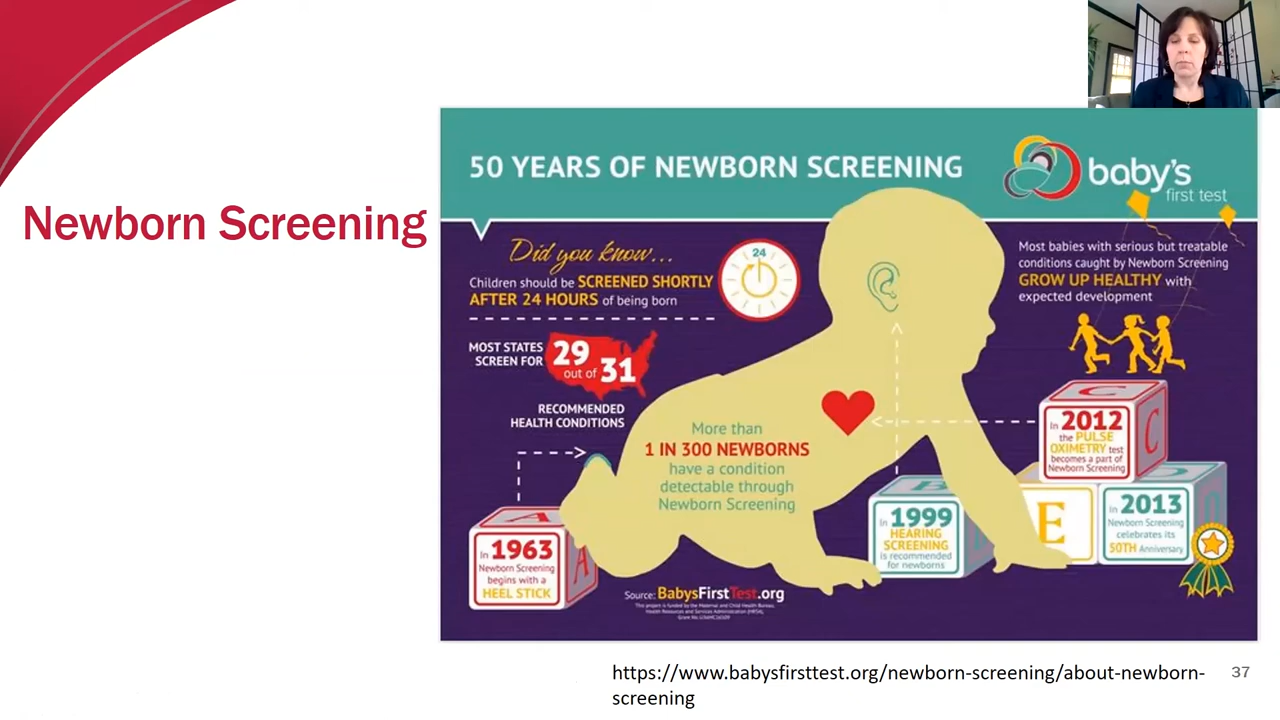 Newborn Screening
50 YEARS OF NEWBORN SCREENING
baby's
first test
Did you know...
Children should be SCREENED SHORTLY
AFTER 24 HOURS of being born
24
Most babies with serious but treatable
conditions caught by Newborn Screening
GROW UP HEALTHY with
expected development
MOST STATES
SCREEN FOR
29
out of 31
RECOMMENDED
HEALTH CONDITIONS
More than
1 IN 300 NEWBORNS
have a condition
detectable through
Newborn Screening
A
A
In 1963
Newborn Screening
begins with a
HEEL STICK
B
In 1999
HEARING
SCREENING
is recommended
for newborns
C
C
In 2012
the PULSE
OXIMETRY test
becomes a part of
Newborn Screening
E
In 2013
Newborn Screening
celebrates its
50TH Anniversary
Source: BabysFirstTest.org
This project is funded by the Maternal and Child Health Bureau,
Health Resources and Services Administration (HRSA),
https://www.babysfirsttest.org/newborn-screening/about-newborn-
screening
37